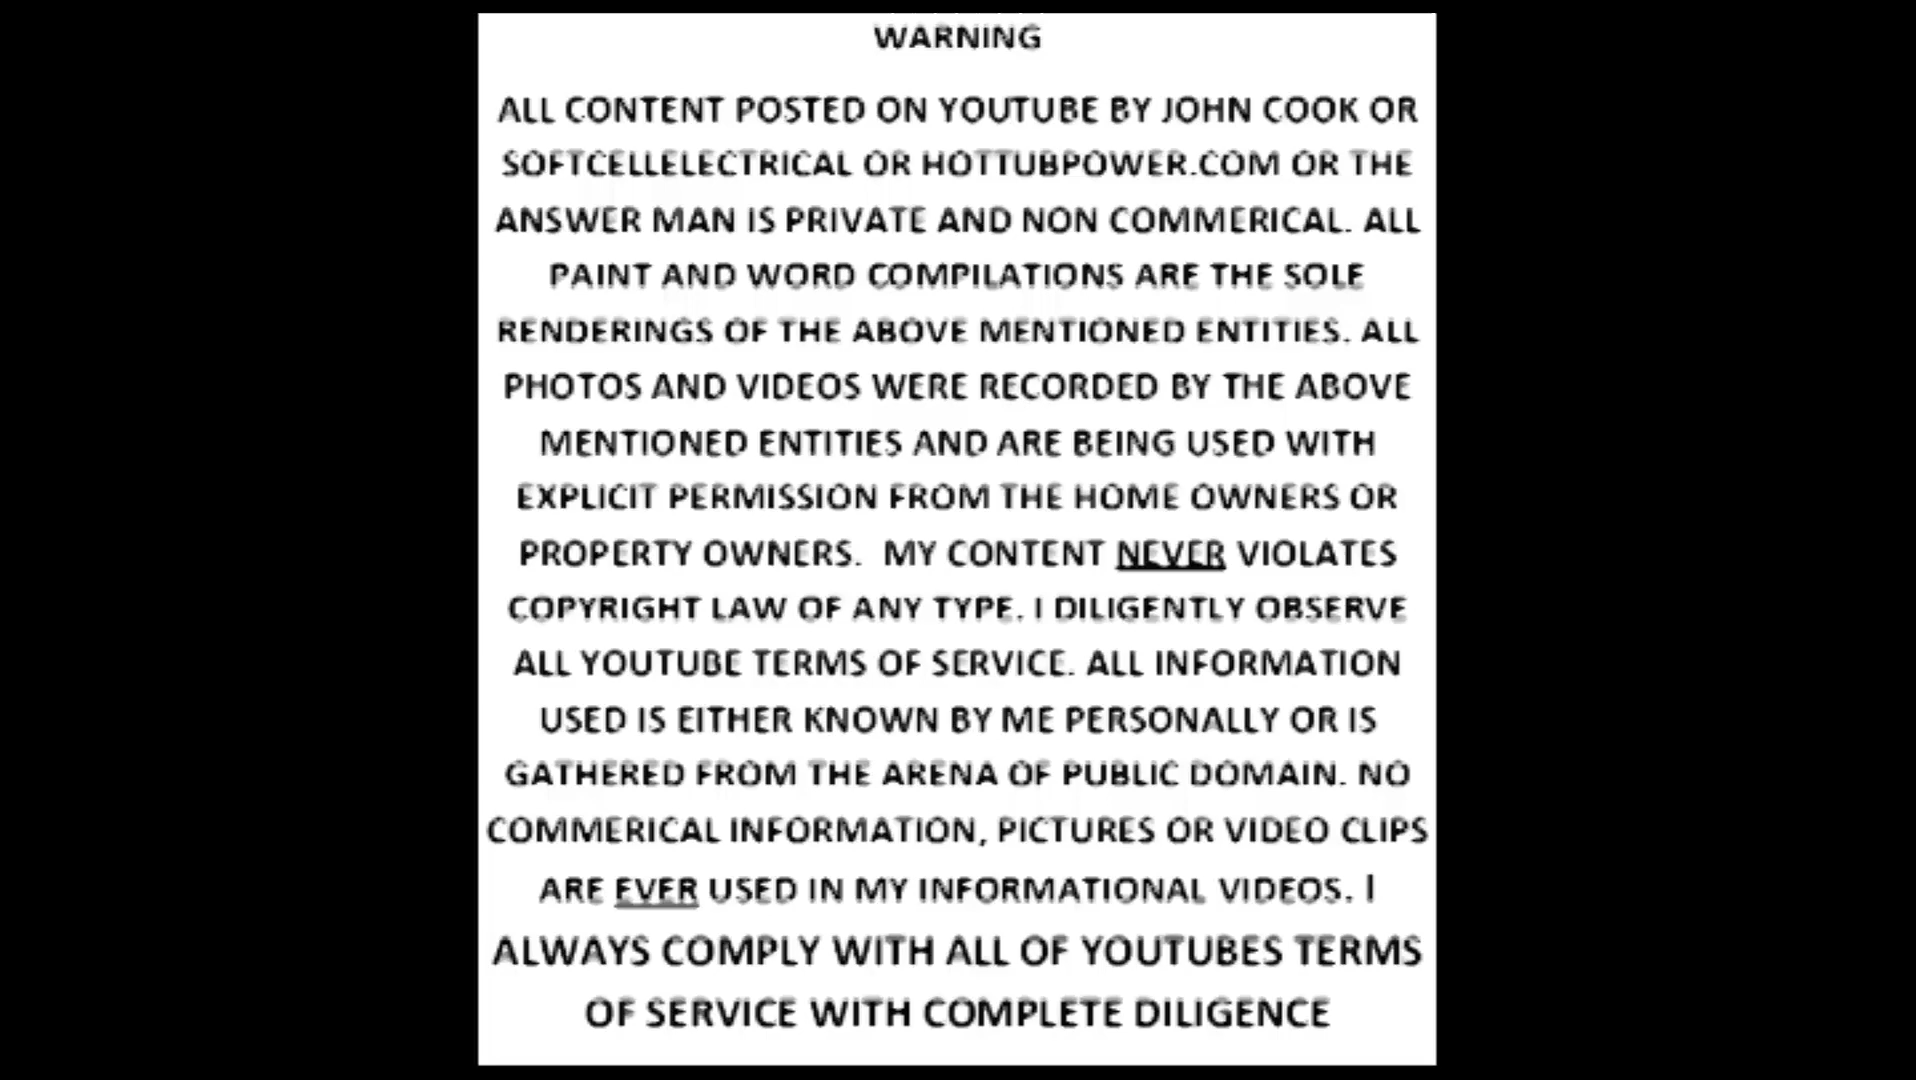 WARNING
ALL CONTENT POSTED ON YOUTUBE BY JOHN COOK OR
SOFTCELLELECTRICAL OR HOTTUBPOWER.COM OR THE
ANSWER MAN IS PRIVATE AND NON COMMERICAL. ALL
PAINT AND WORD COMPILATIONS ARE THE SOLE
RENDERINGS OF THE ABOVE MENTIONED ENTITIES. ALL
PHOTOS AND VIDEOS WERE RECORDED BY THE ABOVE
MENTIONED ENTITIES AND ARE BEING USED WITH
EXPLICIT PERMISSION FROM THE HOME OWNERS OR
PROPERTY OWNERS.  MY CONTENT NEVER VIOLATES
COPYRIGHT LAW OF ANY TYPE. I DILIGENTLY OBSERVE
ALL YOUTUBE TERMS OF SERVICE. ALL INFORMATION
USED IS EITHER KNOWN BY ME PERSONALLY OR IS
GATHERED FROM THE ARENA OF PUBLIC DOMAIN. NO
COMMERICAL INFORMATION, PICTURES OR VIDEO CLIPS
ARE EVER USED IN MY INFORMATIONAL VIDEOS. I
ALWAYS COMPLY WITH ALL OF YOUTUBES TERMS
OF SERVICE WITH COMPLETE DILIGENCE